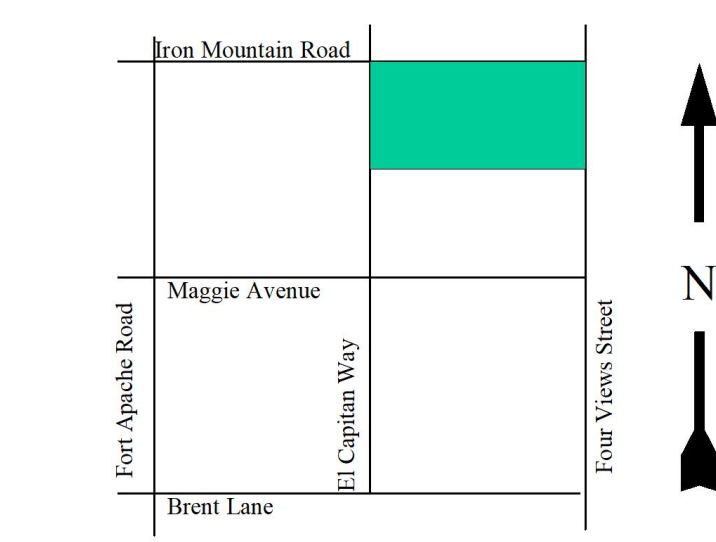 Iron Mountain Road
Maggie Avenue
Fort Apache Road
El Capitan Way
Four Views Street
N
Brent Lane